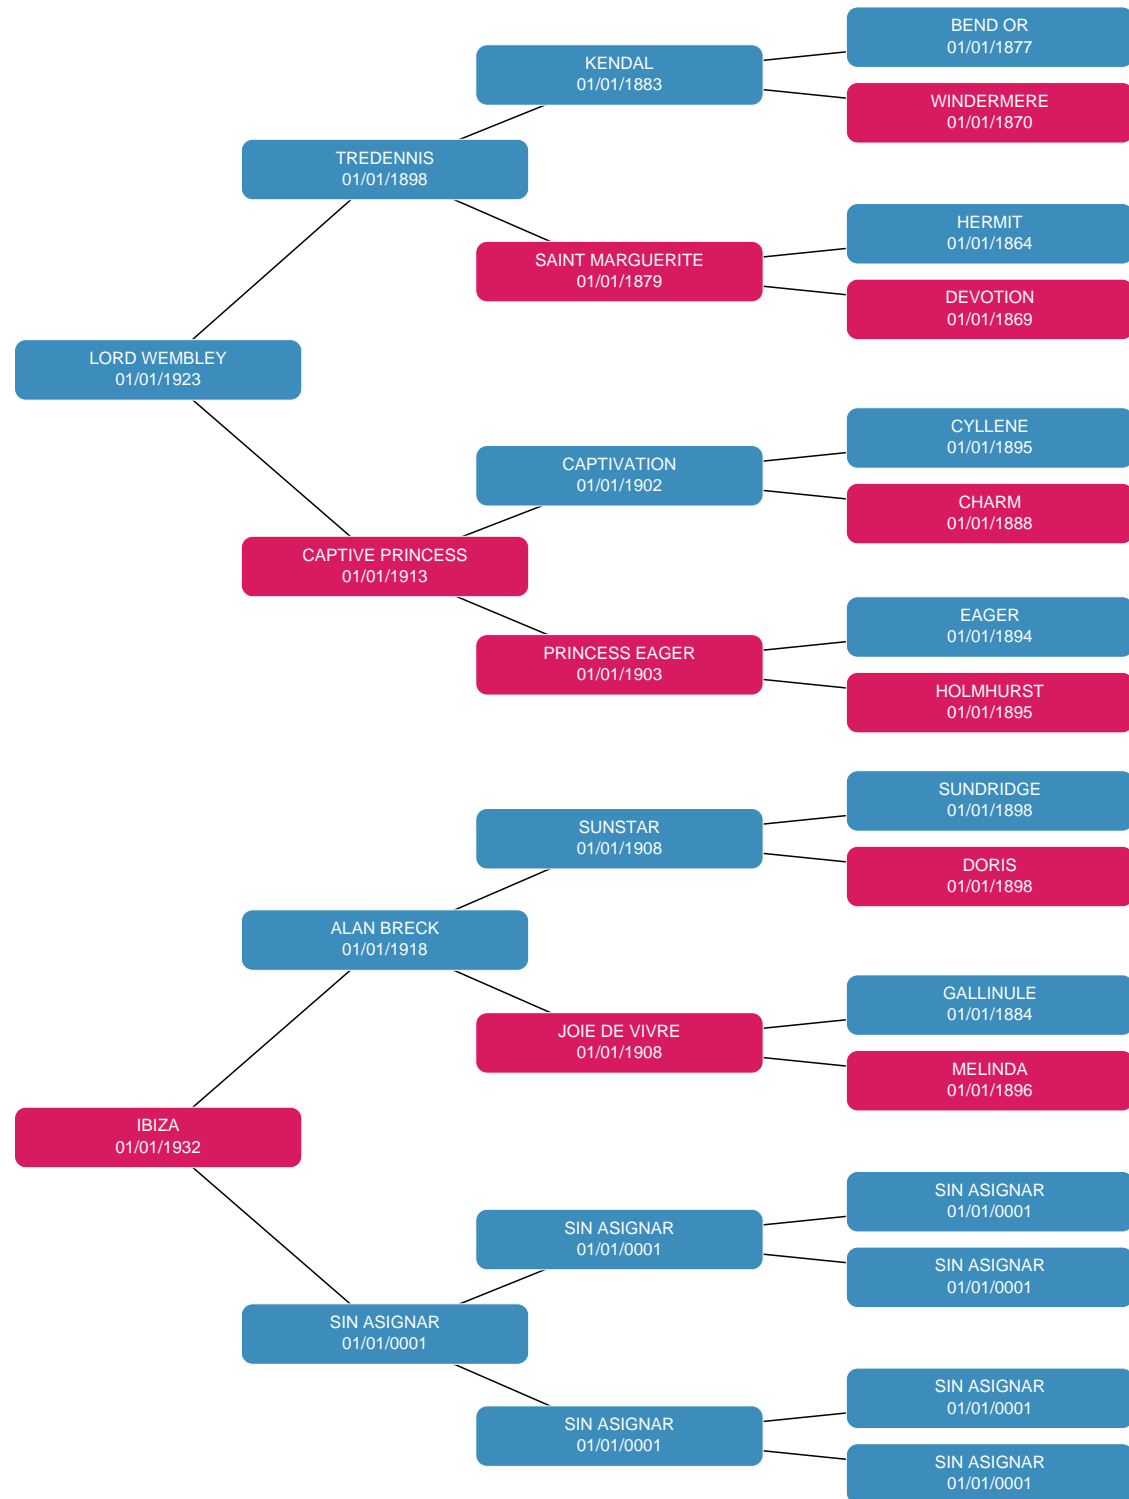 BEND OR
01/01/1877
KENDAL
01/01/1883
WINDERMERE
01/01/1870
TREDENNIS
01/01/1898
HERMIT
01/01/1864
SAINT MARGUERITE
01/01/1879
DEVOTION
01/01/1869
LORD WEMBLEY
01/01/1923
CYLLENE
01/01/1895
CAPTIVATION
01/01/1902
CHARM
01/01/1888
CAPTIVE PRINCESS
01/01/1913
EAGER
01/01/1894
PRINCESS EAGER
01/01/1903
HOLMHURST
01/01/1895
SUNDRIDGE
01/01/1898
SUNSTAR
01/01/1908
DORIS
01/01/1898
ALAN BRECK
01/01/1918
GALLINULE
01/01/1884
JOIE DE VIVRE
01/01/1908
MELINDA
01/01/1896
IBIZA
01/01/1932
SIN ASIGNAR
01/01/0001
SIN ASIGNAR
01/01/0001
SIN ASIGNAR
01/01/0001
SIN ASIGNAR
01/01/0001
SIN ASIGNAR
01/01/0001
SIN ASIGNAR
01/01/0001
SIN ASIGNAR
01/01/0001